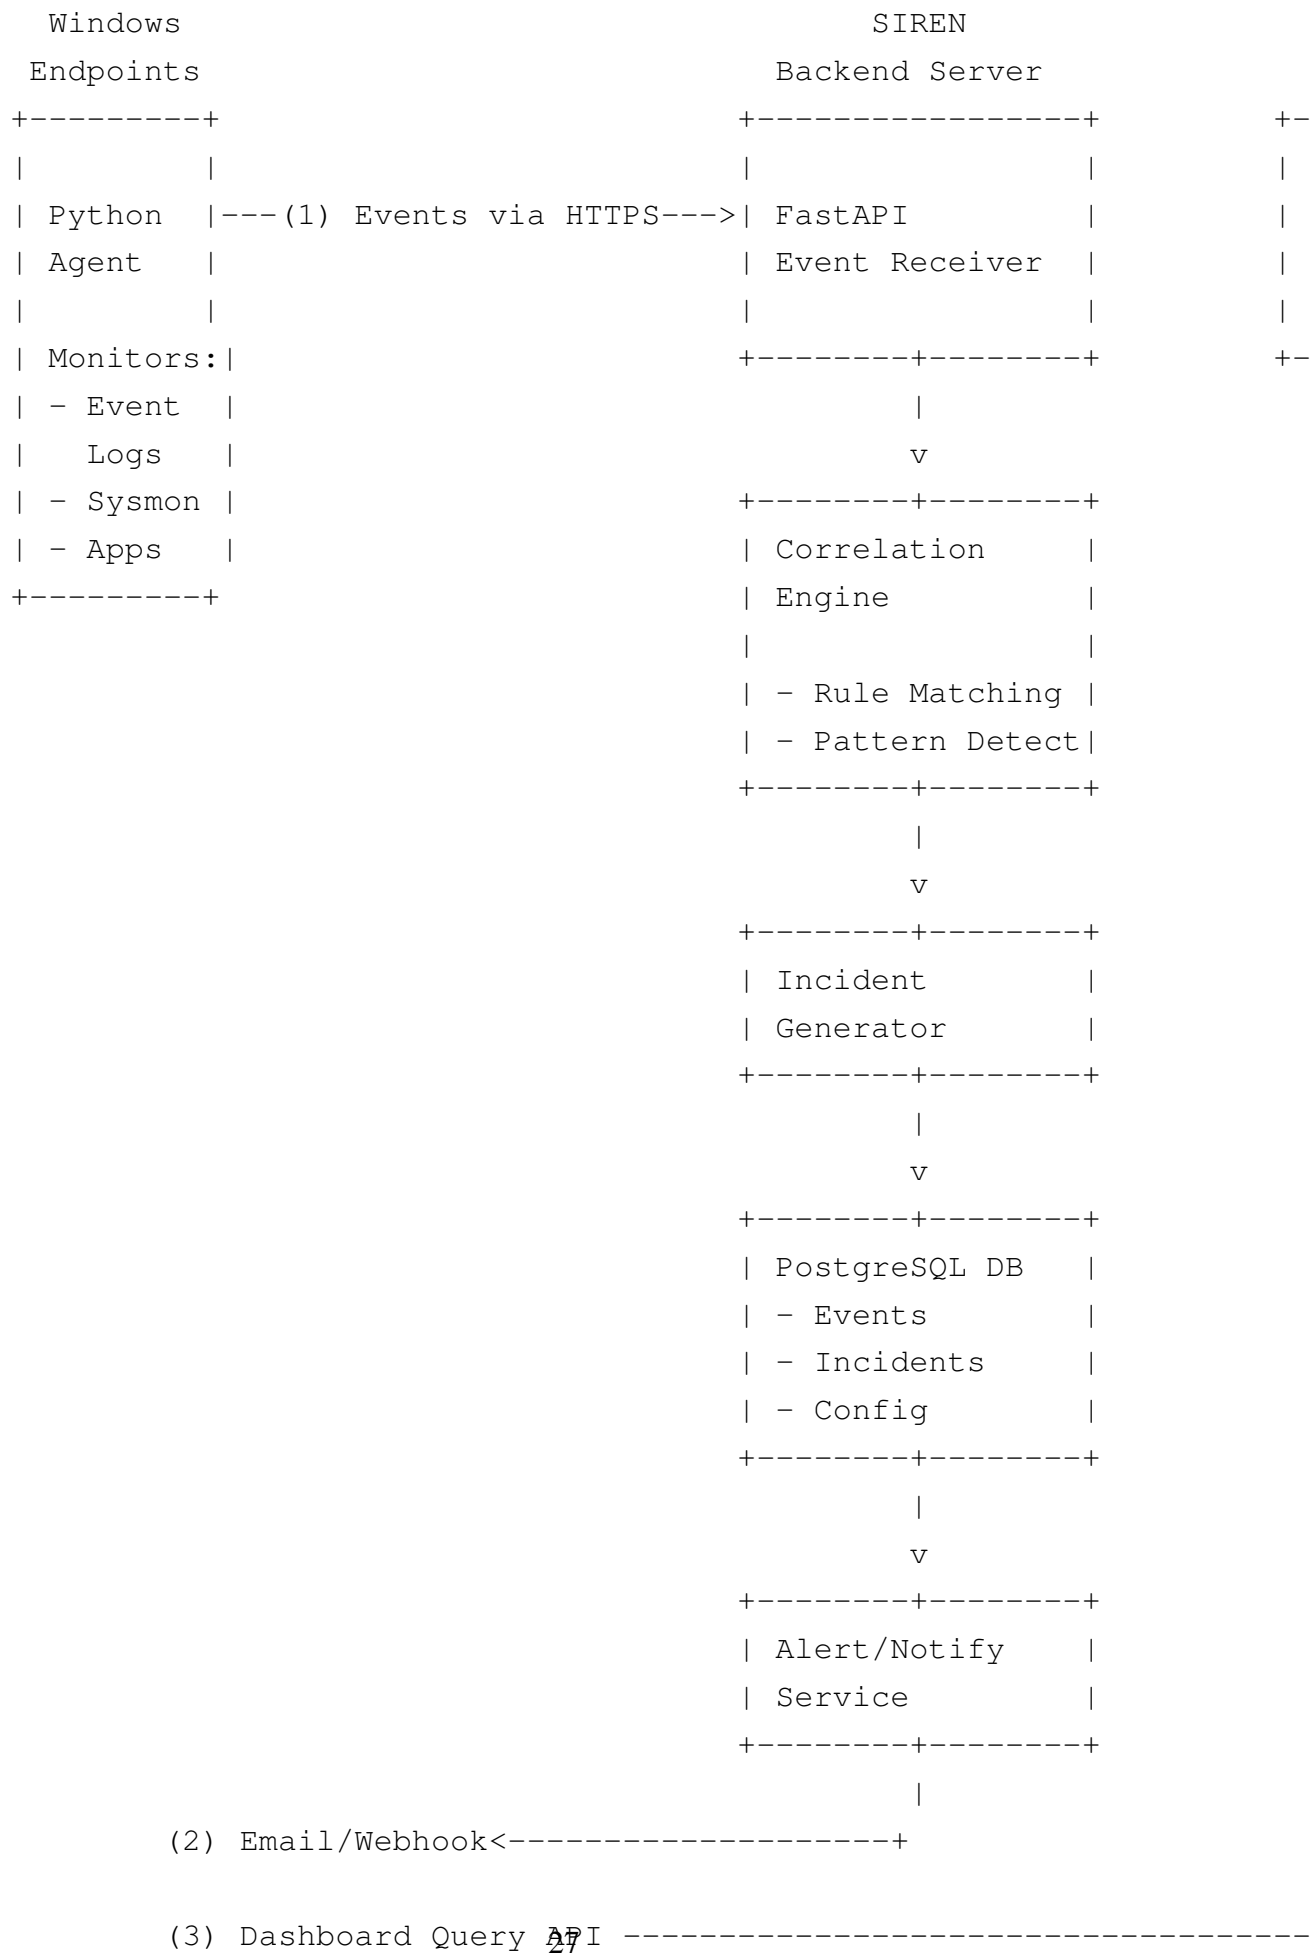 Windows                                   SIREN
Endpoints                              Backend Server
+---------+                           +-----------------+         +-
|         |                           |                 |         |
| Python  |---(1) Events via HTTPS--->| FastAPI         |         |
| Agent   |                           | Event Receiver  |         |
|         |                           |                 |         |
| Monitors:|                          +--------+--------+         +-
| - Event  |                                   |
|   Logs   |                                   v
| - Sysmon |                          +--------+--------+
| - Apps   |                          | Correlation     |
+---------+                           | Engine          |
                                      |                 |
                                      | - Rule Matching |
                                      | - Pattern Detect|
                                      +--------+--------+
                                               |
                                               v
                                      +--------+--------+
                                      | Incident        |
                                      | Generator       |
                                      +--------+--------+
                                               |
                                               v
                                      +--------+--------+
                                      | PostgreSQL DB   |
                                      | - Events        |
                                      | - Incidents     |
                                      | - Config        |
                                      +--------+--------+
                                               |
                                               v
                                      +--------+--------+
                                      | Alert/Notify    |
                                      | Service         |
                                      +--------+--------+
                                               |
        (2) Email/Webhook<--------------------+
        (3) Dashboard Query API ------------------------------------
27